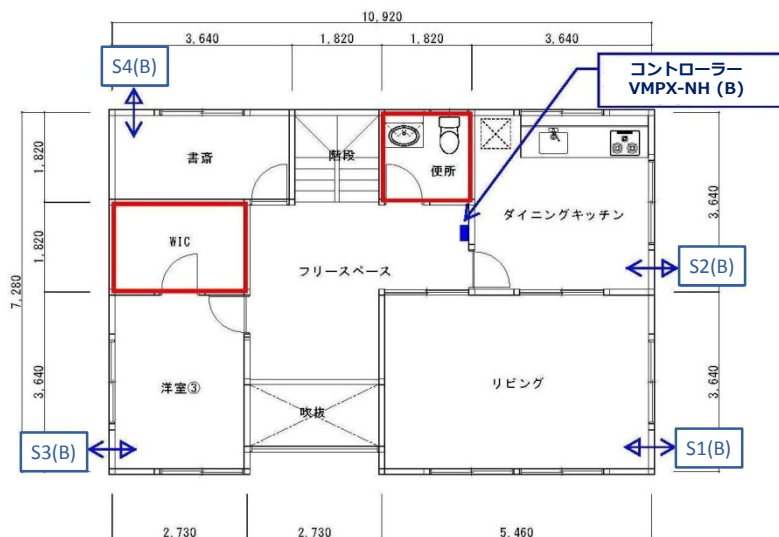 10,920
3,640
1,820
1,820
3,640
S4(B)
コントローラー
VMPX-NH (B)
1,820
書斎
階段
便所
ダイニングキッチン
3,640
1,820
WIC
フリースペース
S2(B)
7,280
3,640
洋室③
吹抜
リビング
3,640
S3(B)
S1(B)
2,730
2,730
5,460